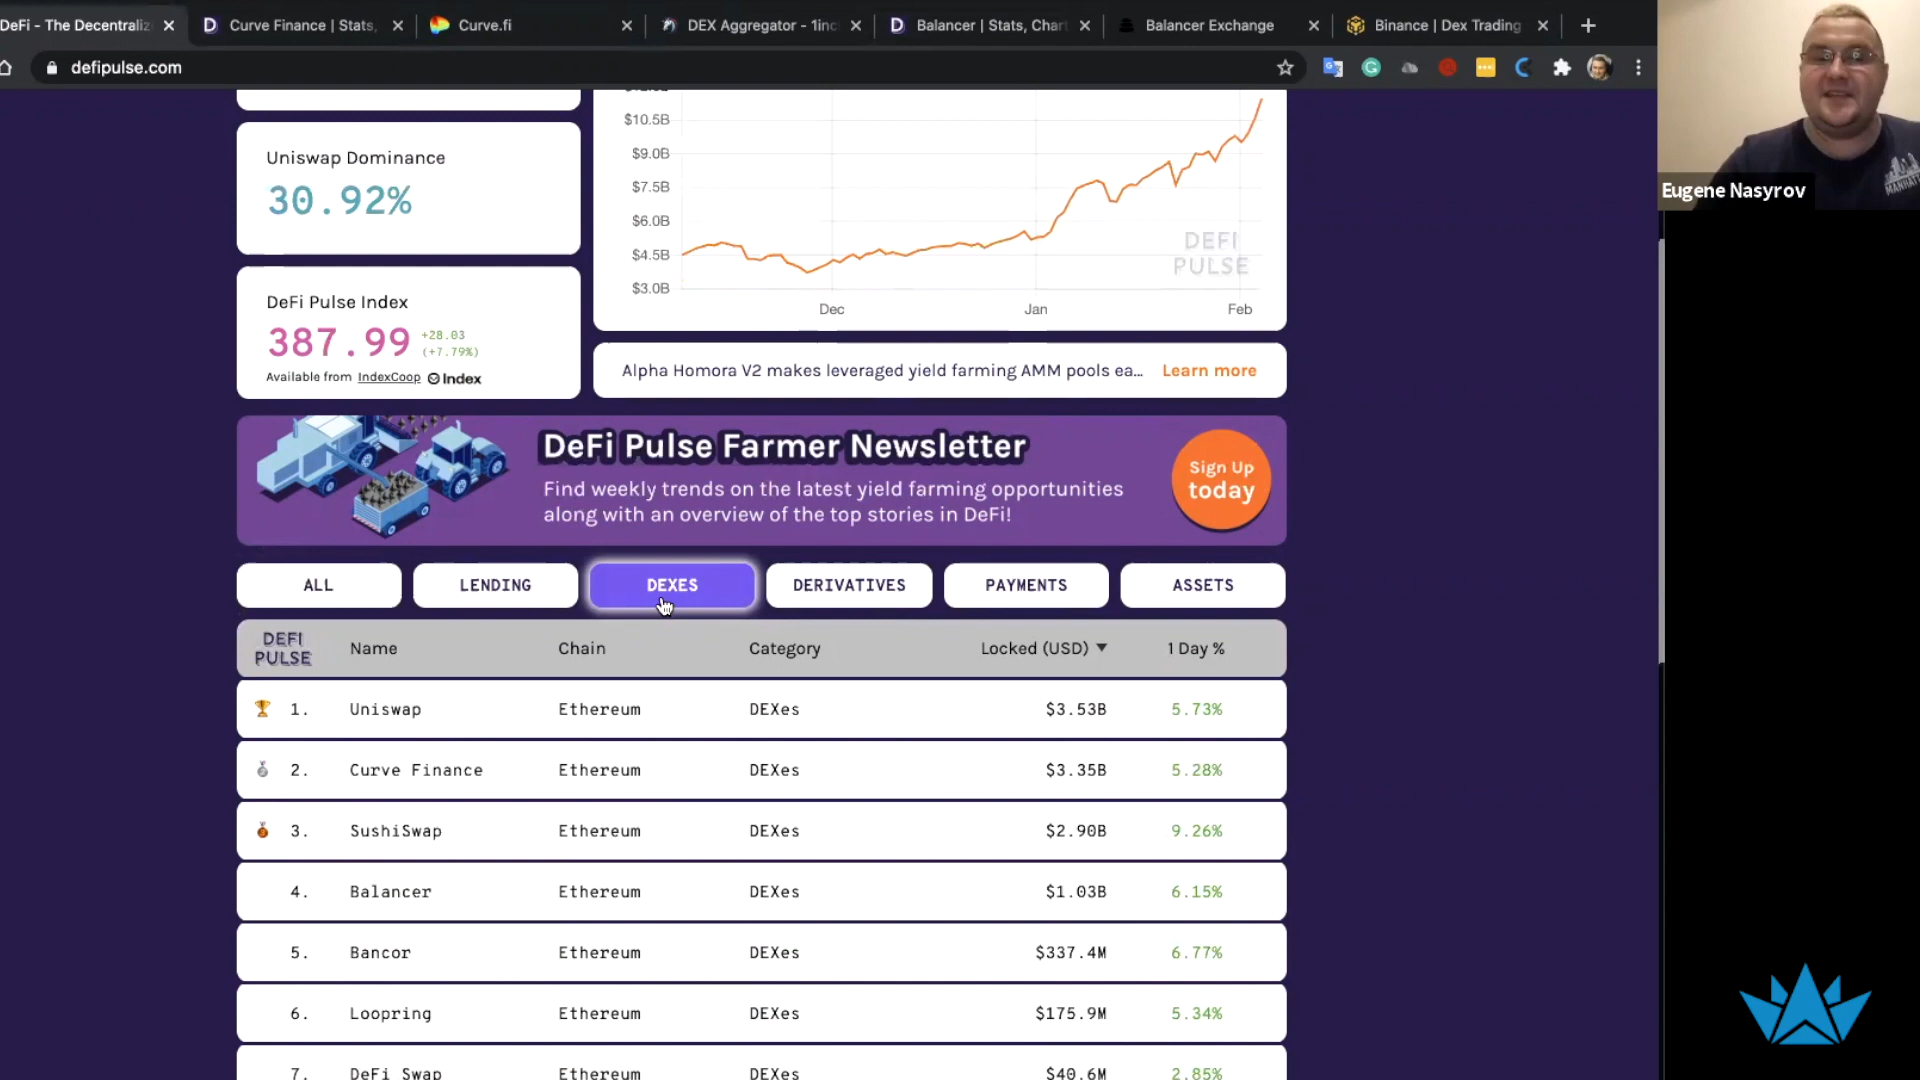 DeFi - The Decentraliz
Curve Finance | Stats,
Curve.fi
DEX Aggregator - 1inc
Balancer | Stats, Chart
Balancer Exchange
Binance | Dex Trading
defipulse.com
Eugene Nasyrov
MANHATT
Uniswap Dominance
30.92%
DeFi Pulse Index
387.99
+28.03
(+7.79%)
Available from IndexCoop Index
$10.5B
$9.0B
$7.5B
$6.0B
$4.5B
$3.0B
Dec Jan Feb
DEFI
PULSE
Alpha Homora V2 makes leveraged yield farming AMM pools ea... Learn more
DeFi Pulse Farmer Newsletter
Find weekly trends on the latest yield farming opportunities
along with an overview of the top stories in DeFi!
Sign Up
today
ALL LENDING DEXES DERIVATIVES PAYMENTS ASSETS
DEFI
PULSE
Name Chain Category Locked (USD) ▼ 1 Day %
1. Uniswap Ethereum DEXes $3.53B 5.73%
2. Curve Finance Ethereum DEXes $3.35B 5.28%
3. SushiSwap Ethereum DEXes $2.90B 9.26%
4. Balancer Ethereum DEXes $1.03B 6.15%
5. Bancor Ethereum DEXes $337.4M 6.77%
6. Loopring Ethereum DEXes $175.9M 5.34%
7. DeFi Swap Ethereum DEXes $40.6M 2.85%